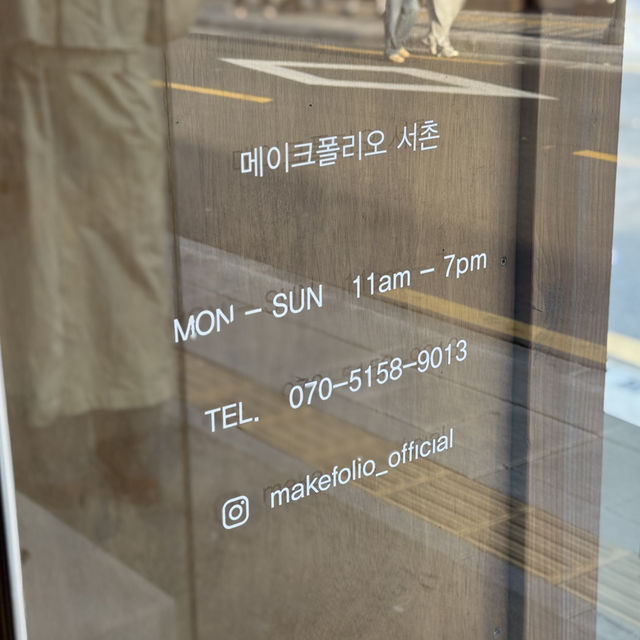 메이크폴리오 서촌
MON – SUN 11am – 7pm
TEL. 070–5158–9013
makefolio_official